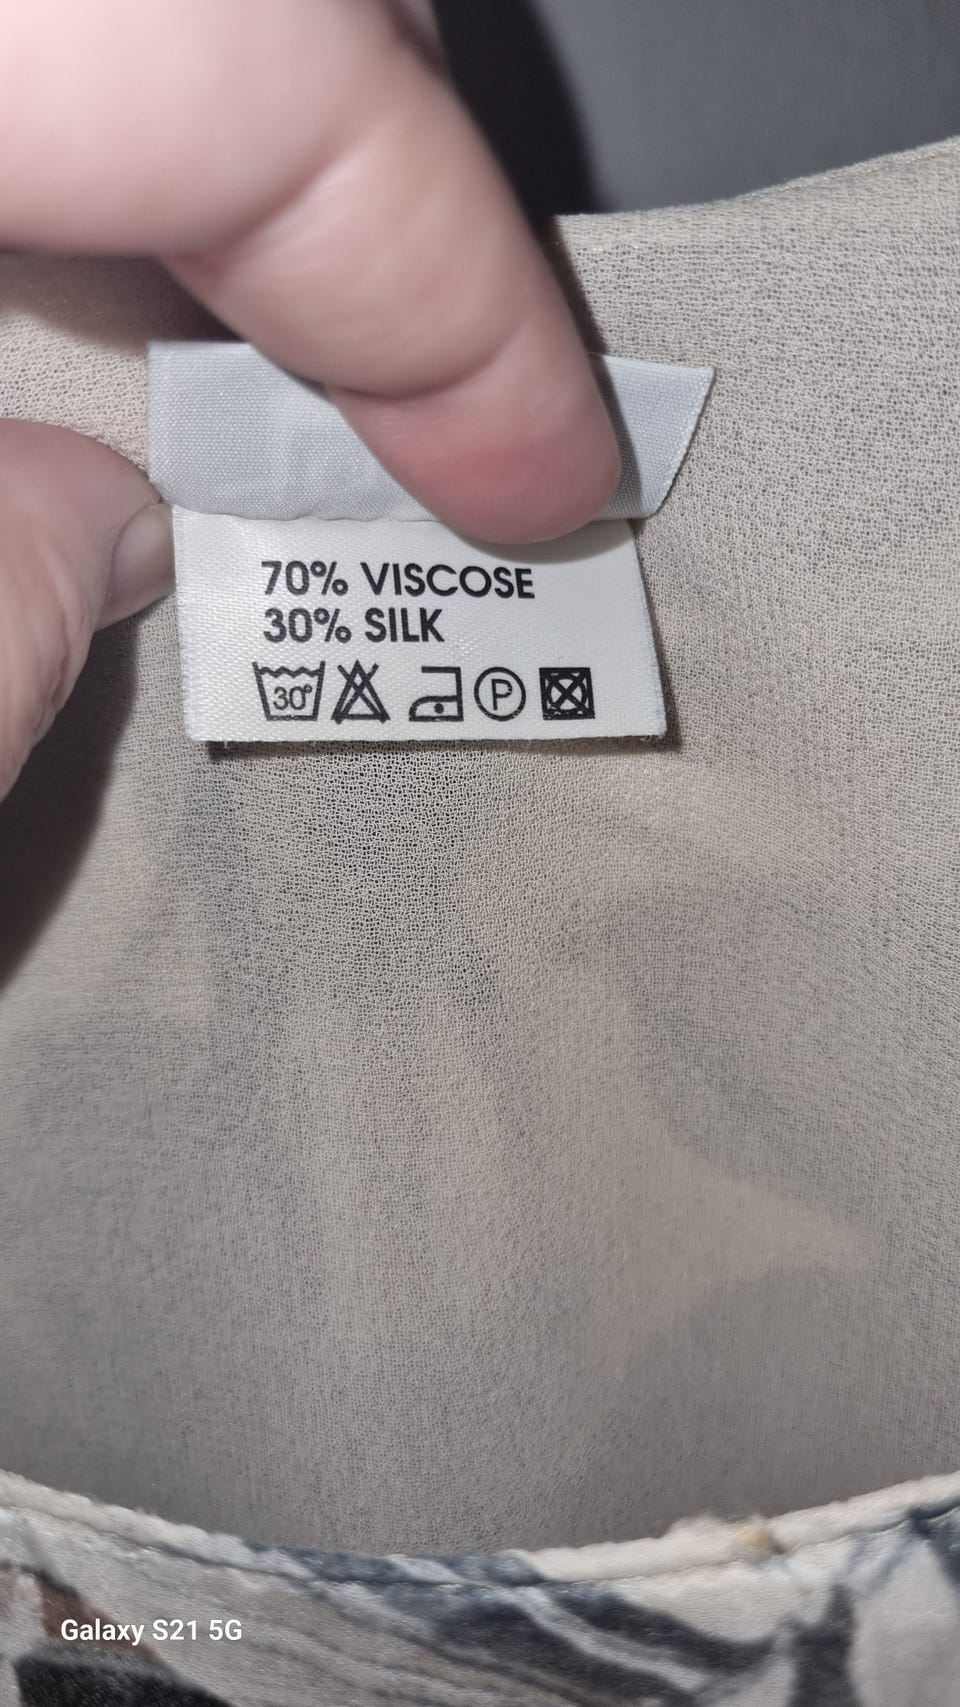 70% VISCOSE
30% SILK
30°
P
Galaxy S21 5G